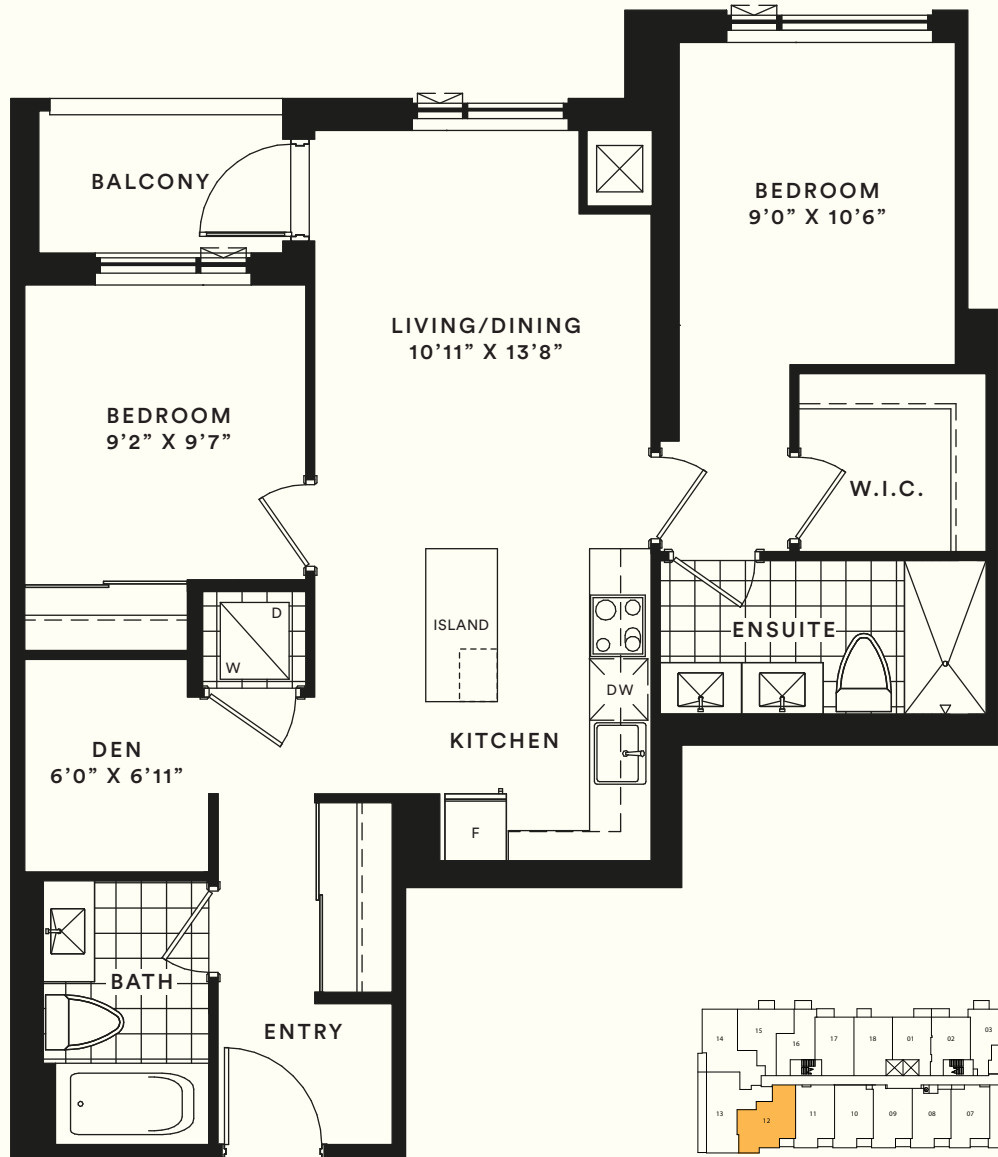 BALCONY
BEDROOM
9'0” X 10'6”
LIVING/DINING
10'11” X 13'8”
BEDROOM
9'2” X 9'7”
W.I.C.
D
W
ISLAND
ENSUITE
DW
KITCHEN
DEN
6'0” X 6'11”
F
BATH
ENTRY
14
15
16
17
18
01
02
03
13
12
11
10
09
08
07